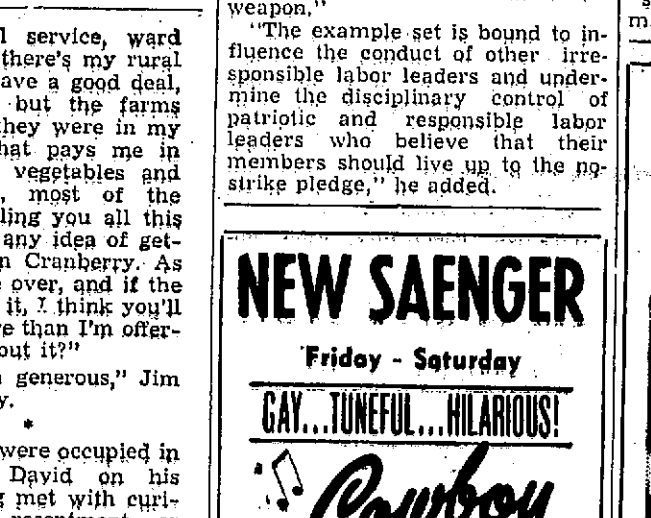 l service, ward
there's my rural
ave a good deal,
but the farms
they were in my
hat pays me in
vegetables and
, most of the
ling you all this
any idea of get-
n Cranberry. As
e over, and if the
it, I think you'll
re than I'm offer-
out it?"
generous," Jim
y.
*
were occupied in
David on his
g met with curi-
weapon."
"The example set is bound to in-
fluence the conduct of other irre-
sponsible labor leaders and under-
mine the disciplinary control of
patriotic and responsible labor
leaders who believe that their
members should live up to the no-
strike pledge," he added.
NEW SAENGER
Friday - Saturday
GAY...TUNEFUL...HILARIOUS!
Cowboy